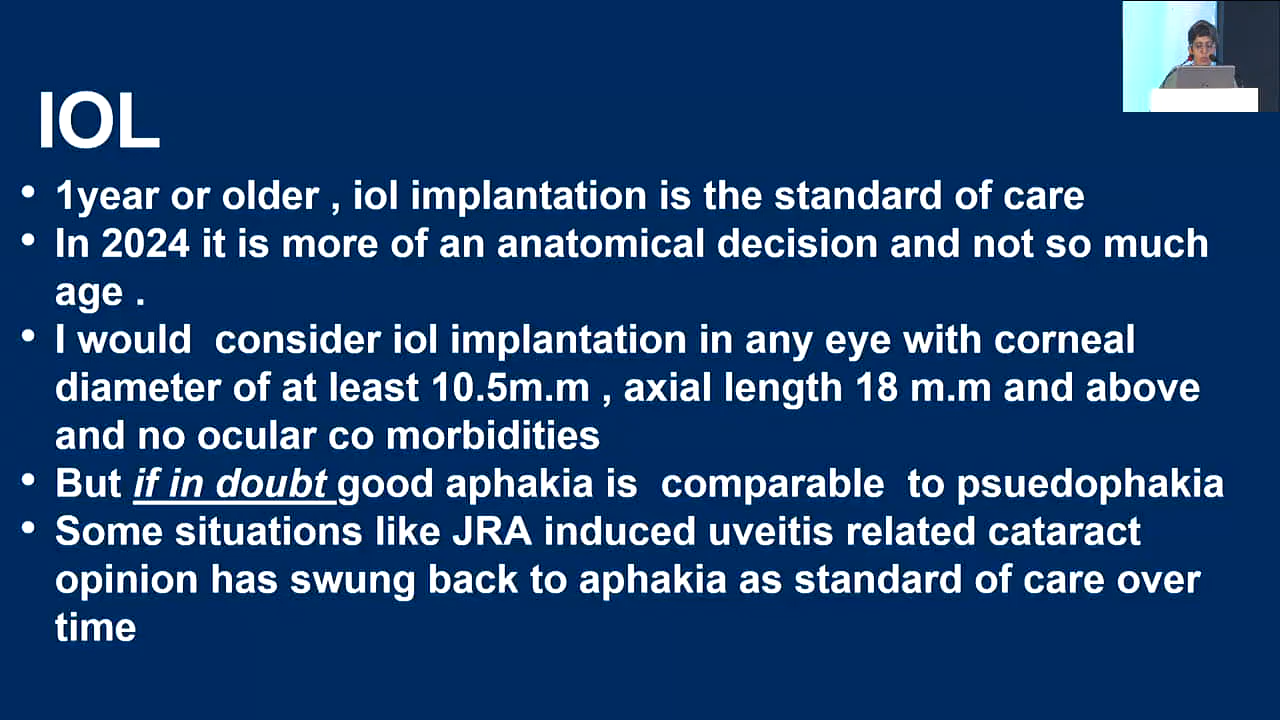 IOL
• 1year or older , iol implantation is the standard of care
• In 2024 it is more of an anatomical decision and not so much
age .
• I would  consider iol implantation in any eye with corneal
diameter of at least 10.5m.m , axial length 18 m.m and above
and no ocular co morbidities
• But if in doubt good aphakia is  comparable  to psuedophakia
• Some situations like JRA induced uveitis related cataract
opinion has swung back to aphakia as standard of care over
time